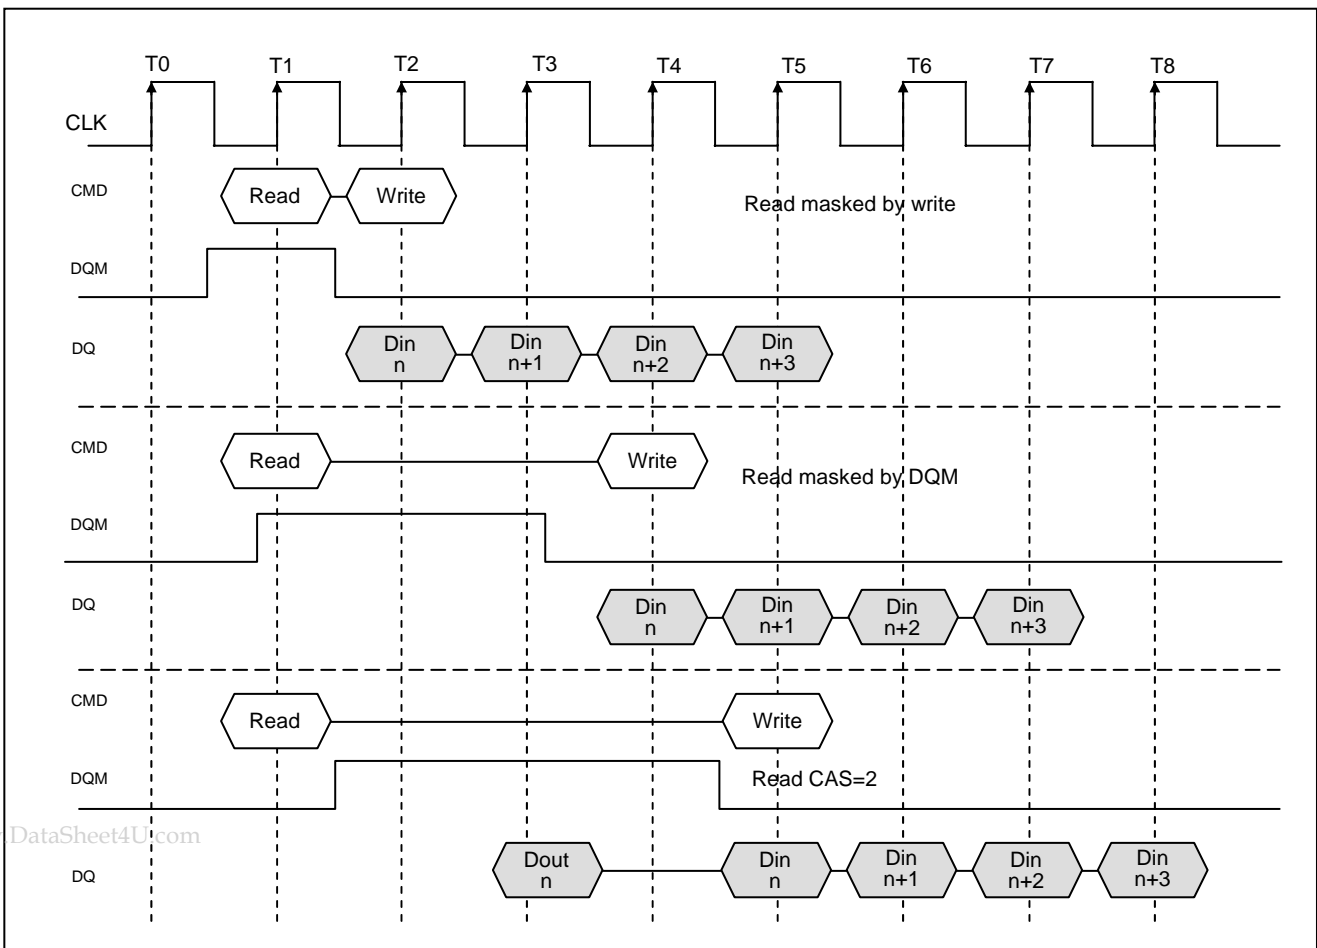 T0 T1 T2 T3 T4 T5 T6 T7 T8
CLK
CMD Read Write Read masked by write
DQM
DQ Din n Din n+1 Din n+2 Din n+3
CMD Read Write Read masked by DQM
DQM
DQ Din n Din n+1 Din n+2 Din n+3
CMD Read Write
DQM Read CAS=2
.DataSheet4U.com
DQ Dout n Din n Din n+1 Din n+2 Din n+3